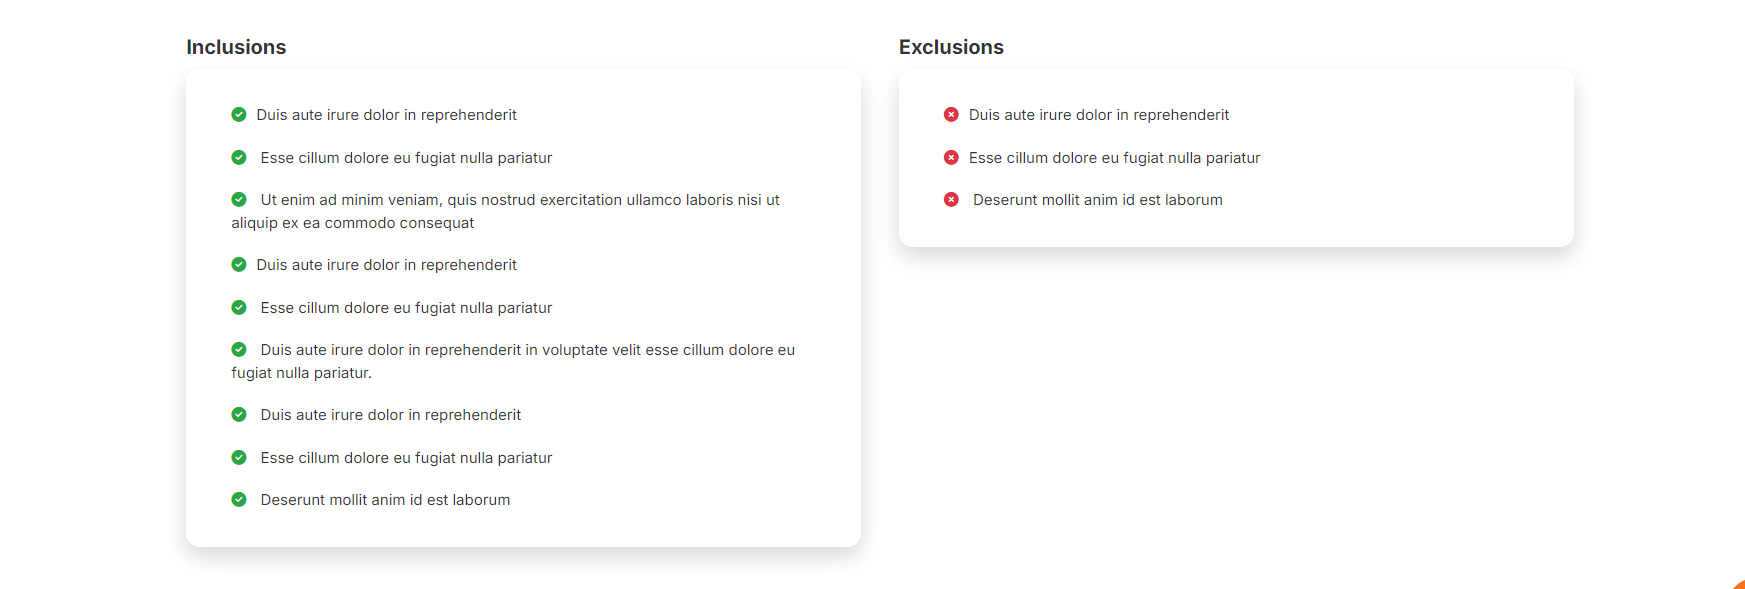 Inclusions
Duis aute irure dolor in reprehenderit
Esse cillum dolore eu fugiat nulla pariatur
Ut enim ad minim veniam, quis nostrud exercitation ullamco laboris nisi ut
aliquip ex ea commodo consequat
Duis aute irure dolor in reprehenderit
Esse cillum dolore eu fugiat nulla pariatur
Duis aute irure dolor in reprehenderit in voluptate velit esse cillum dolore eu
fugiat nulla pariatur.
Duis aute irure dolor in reprehenderit
Esse cillum dolore eu fugiat nulla pariatur
Deserunt mollit anim id est laborum
Exclusions
Duis aute irure dolor in reprehenderit
Esse cillum dolore eu fugiat nulla pariatur
Deserunt mollit anim id est laborum